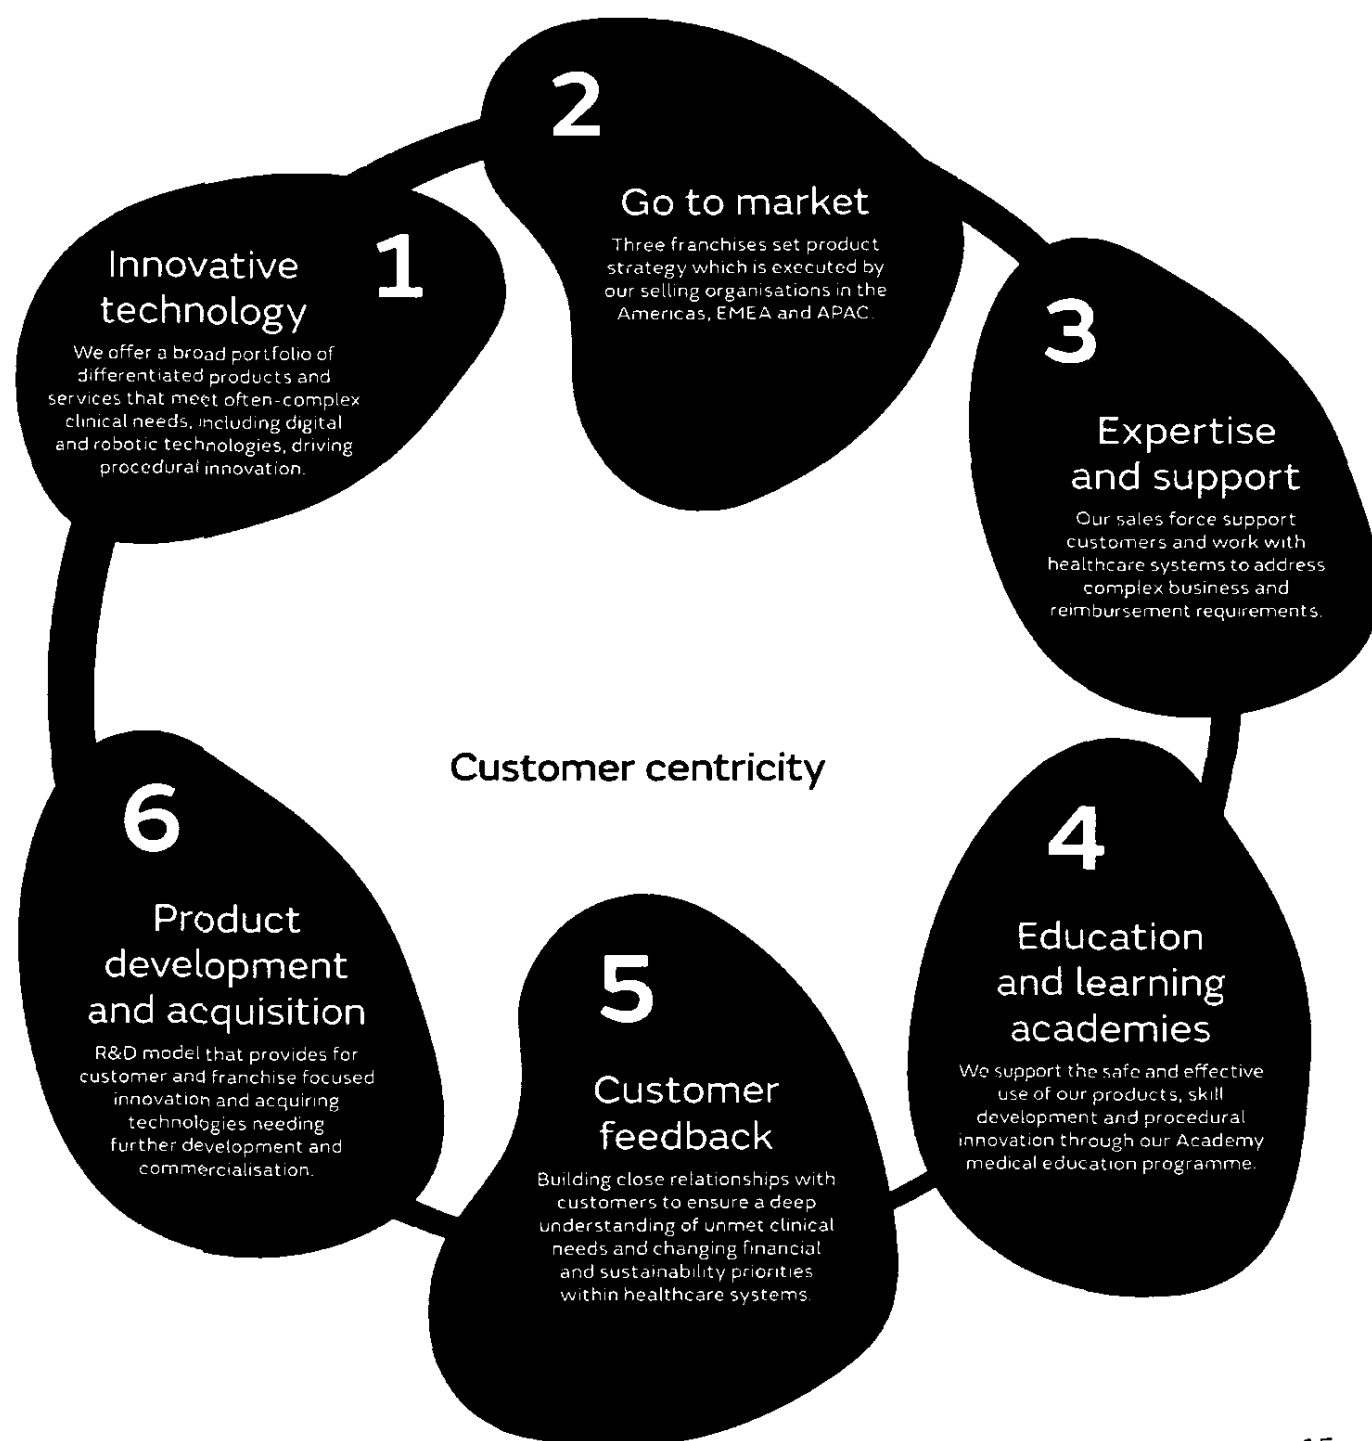 1
Innovative
technology
We offer a broad portfolio of
differentiated products and
services that meet often-complex
clinical needs, including digital
and robotic technologies, driving
procedural innovation.
2
Go to market
Three franchises set product
strategy which is executed by
our selling organisations in the
Americas, EMEA and APAC.
3
Expertise
and support
Our sales force support
customers and work with
healthcare systems to address
complex business and
reimbursement requirements.
Customer centricity
4
Education
and learning
academies
We support the safe and effective
use of our products, skill
development and procedural
innovation through our Academy
medical education programme.
5
Customer
feedback
Building close relationships with
customers to ensure a deep
understanding of unmet clinical
needs and changing financial
and sustainability priorities
within healthcare systems.
6
Product
development
and acquisition
R&D model that provides for
customer and franchise focused
innovation and acquiring
technologies needing
further development and
commercialisation.